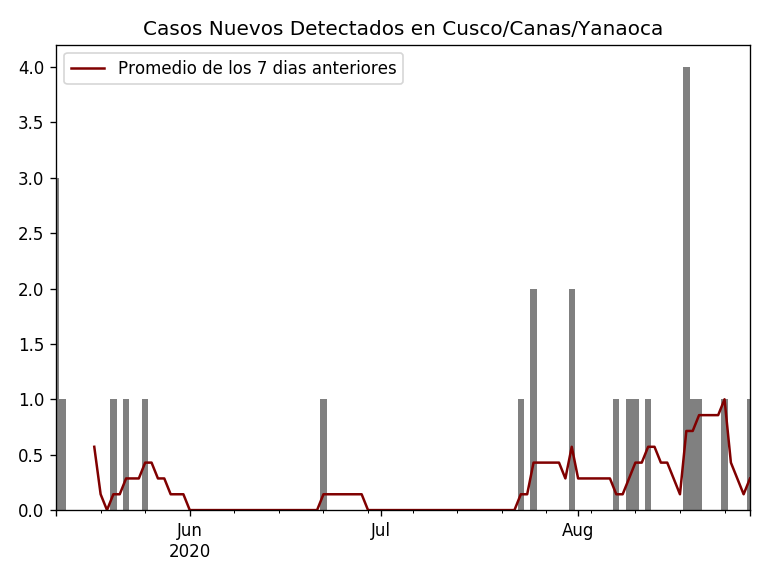 Casos Nuevos Detectados en Cusco/Canas/Yanaoca
Promedio de los 7 dias anteriores
4.0
3.5
3.0
2.5
2.0
1.5
1.0
0.5
0.0
Jun
2020
Jul
Aug